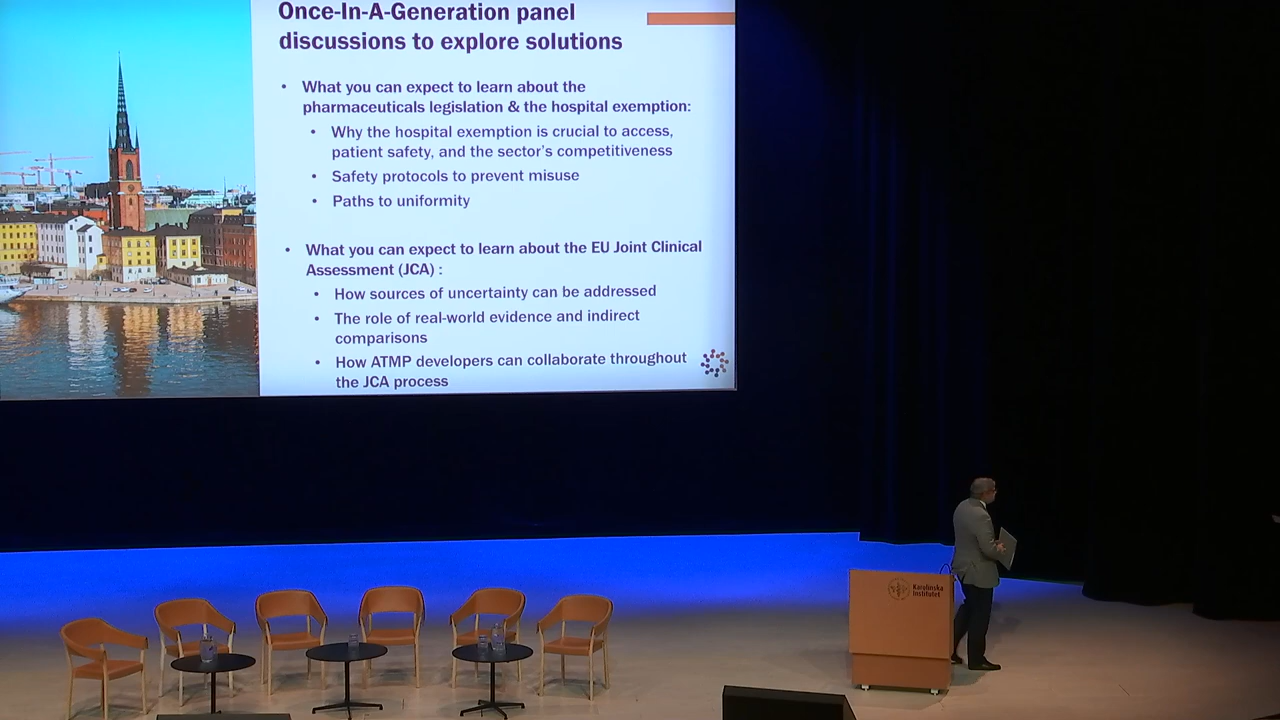 Once-In-A-Generation panel
discussions to explore solutions
• What you can expect to learn about the
pharmaceuticals legislation & the hospital exemption:
• Why the hospital exemption is crucial to access,
patient safety, and the sector's competitiveness
• Safety protocols to prevent misuse
• Paths to uniformity
• What you can expect to learn about the EU Joint Clinical
Assessment (JCA) :
• How sources of uncertainty can be addressed
• The role of real-world evidence and indirect
comparisons
• How ATMP developers can collaborate throughout
the JCA process
Karolinska
Institutet